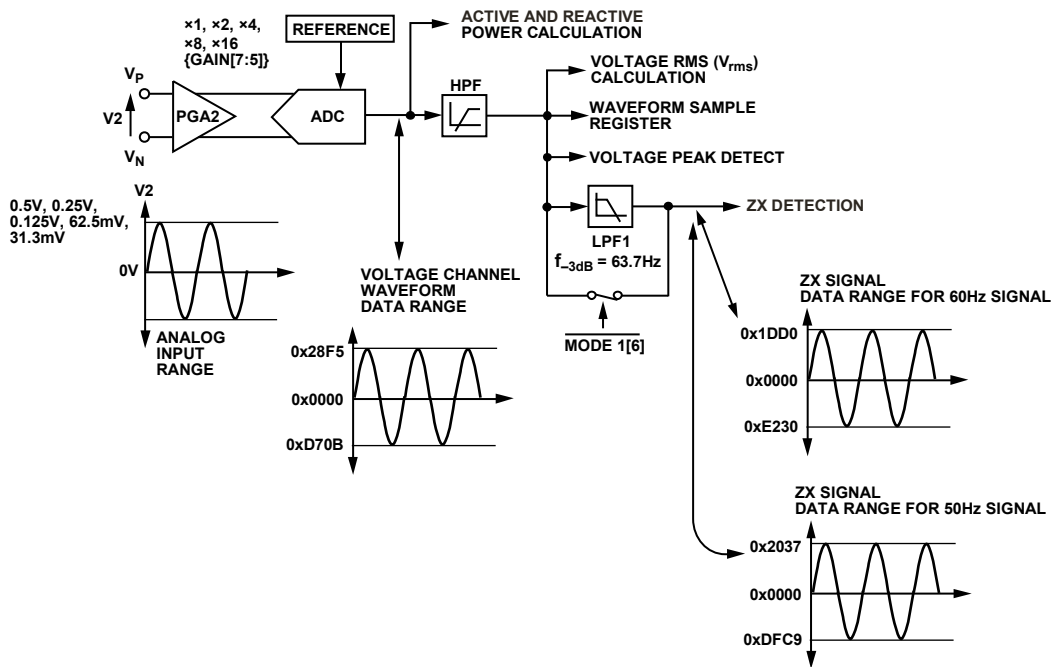 ×1, ×2, ×4,
×8, ×16
{GAIN[7:5]}
REFERENCE
ACTIVE AND REACTIVE
POWER CALCULATION
VP
V2
VN
PGA2
ADC
HPF
VOLTAGE RMS (Vrms)
CALCULATION
WAVEFORM SAMPLE
REGISTER
VOLTAGE PEAK DETECT
LPF1
f–3dB = 63.7Hz
ZX DETECTION
MODE 1[6]
V2
0.5V, 0.25V,
0.125V, 62.5mV,
31.3mV
0V
ANALOG
INPUT
RANGE
VOLTAGE CHANNEL
WAVEFORM
DATA RANGE
0x28F5
0x0000
0xD70B
ZX SIGNAL
DATA RANGE FOR 60Hz SIGNAL
0x1DD0
0x0000
0xE230
ZX SIGNAL
DATA RANGE FOR 50Hz SIGNAL
0x2037
0x0000
0xDFC9